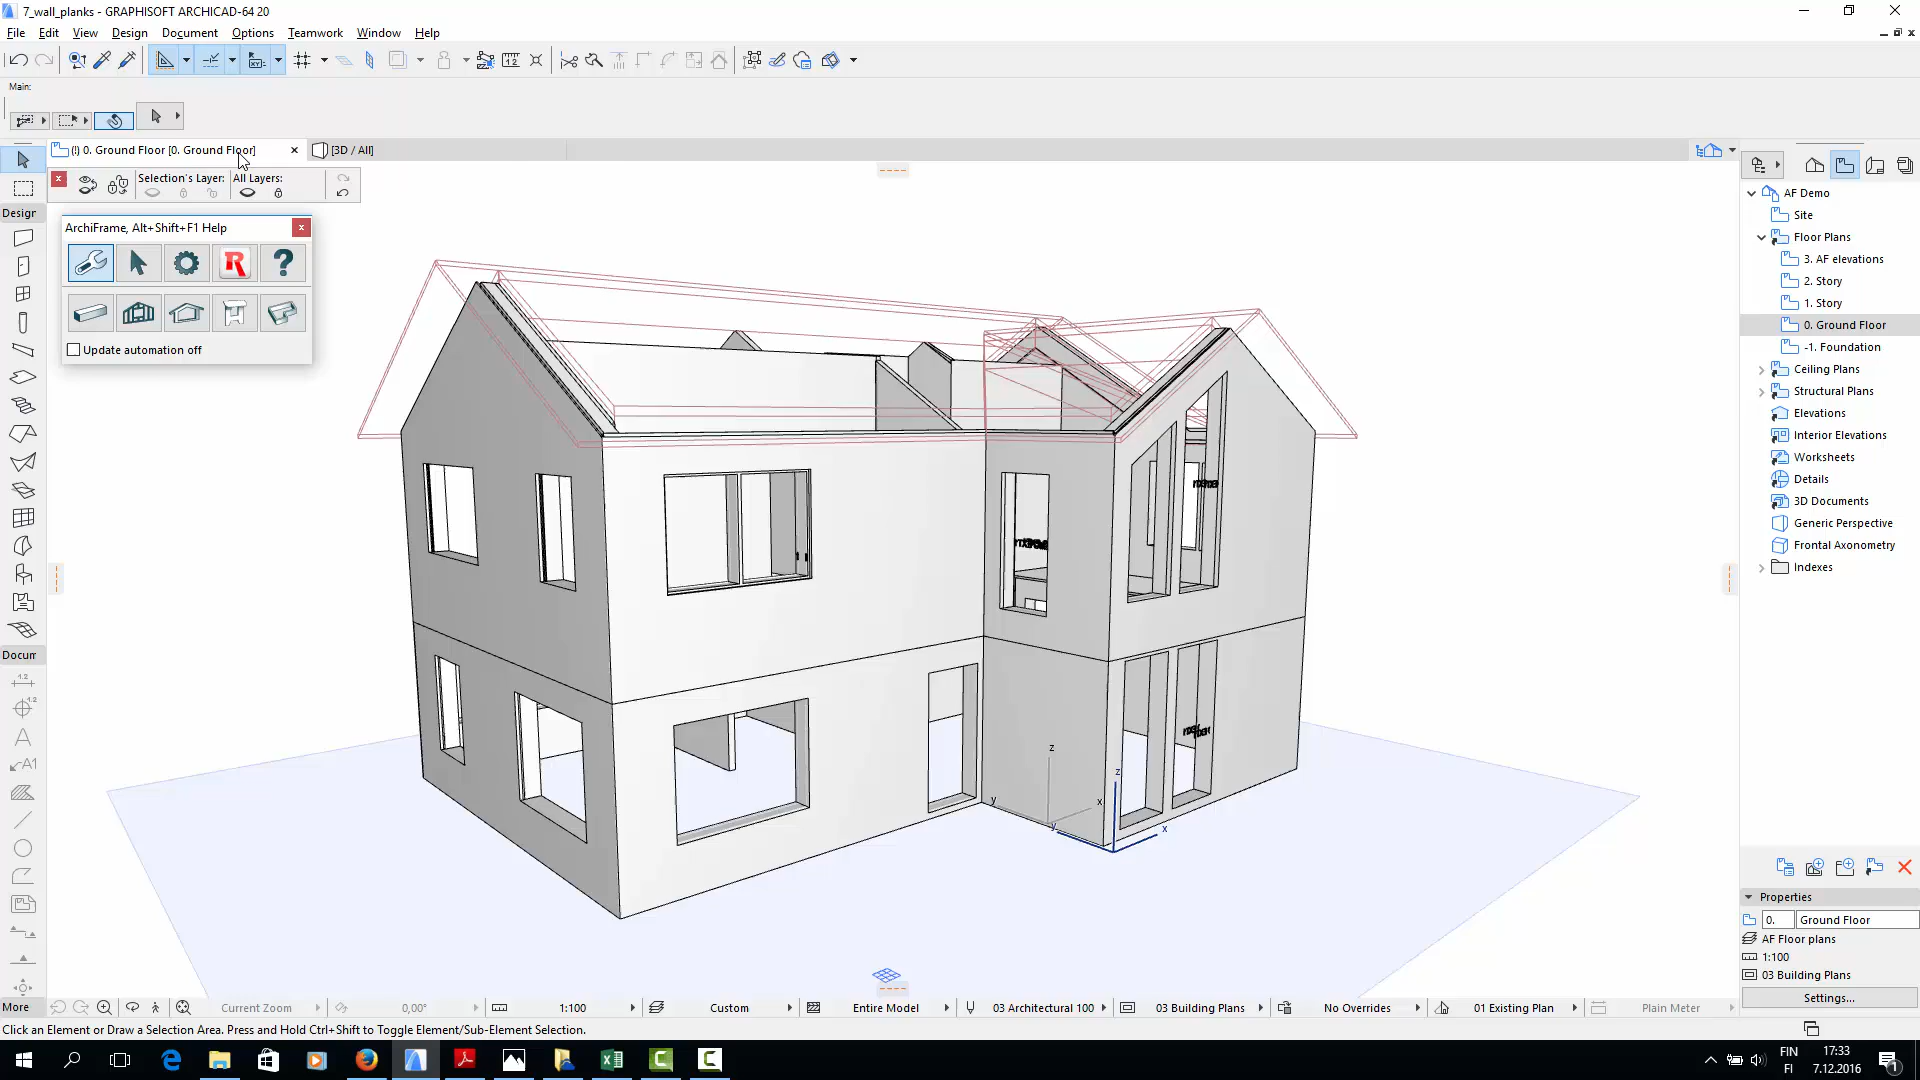 7_wall_planks - GRAPHISOFT ARCHICAD-64 20
File Edit View Design Document Options Teamwork Window Help
Main:
(!) 0. Ground Floor [0. Ground Floor]
[3D / All]
Selection's Layer: All Layers:
Design
ArchiFrame, Alt+Shift+F1 Help
Update automation off
AF Demo
Site
Floor Plans
3. AF elevations
2. Story
1. Story
0. Ground Floor
-1. Foundation
Ceiling Plans
Structural Plans
Elevations
Interior Elevations
Worksheets
Details
3D Documents
Generic Perspective
Frontal Axonometry
Indexes
z
z
y
x
y
x
Docum
A
A1
More
Properties
0. Ground Floor
AF Floor plans
1:100
03 Building Plans
Settings...
Current Zoom 0,00° 1:100 Custom Entire Model 03 Architectural 100 03 Building Plans No Overrides 01 Existing Plan Plain Meter
Click an Element or Draw a Selection Area. Press and Hold Ctrl+Shift to Toggle Element/Sub-Element Selection.
FIN
FI
17:33
7.12.2016
1